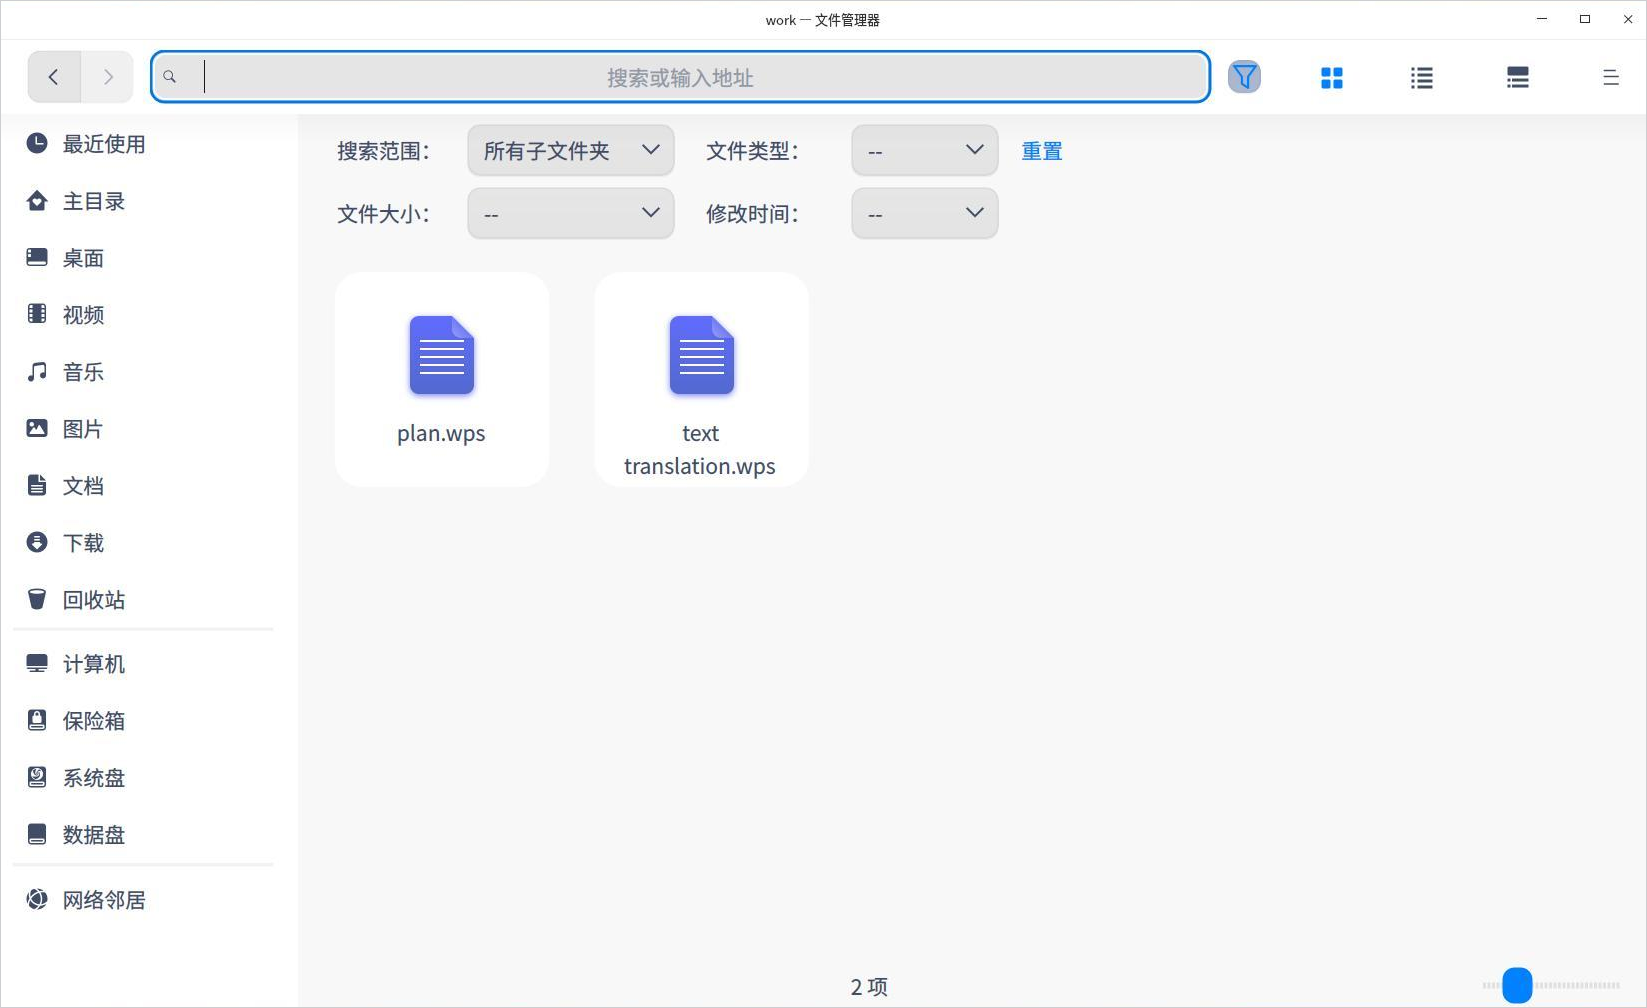 work — 文件管理器
搜索或输入地址
最近使用
主目录
桌面
视频
音乐
图片
文档
下载
回收站
计算机
保险箱
系统盘
数据盘
网络邻居
搜索范围： 所有子文件夹 文件类型： -- 重置
文件大小： -- 修改时间： --
plan.wps
text
translation.wps
2 项